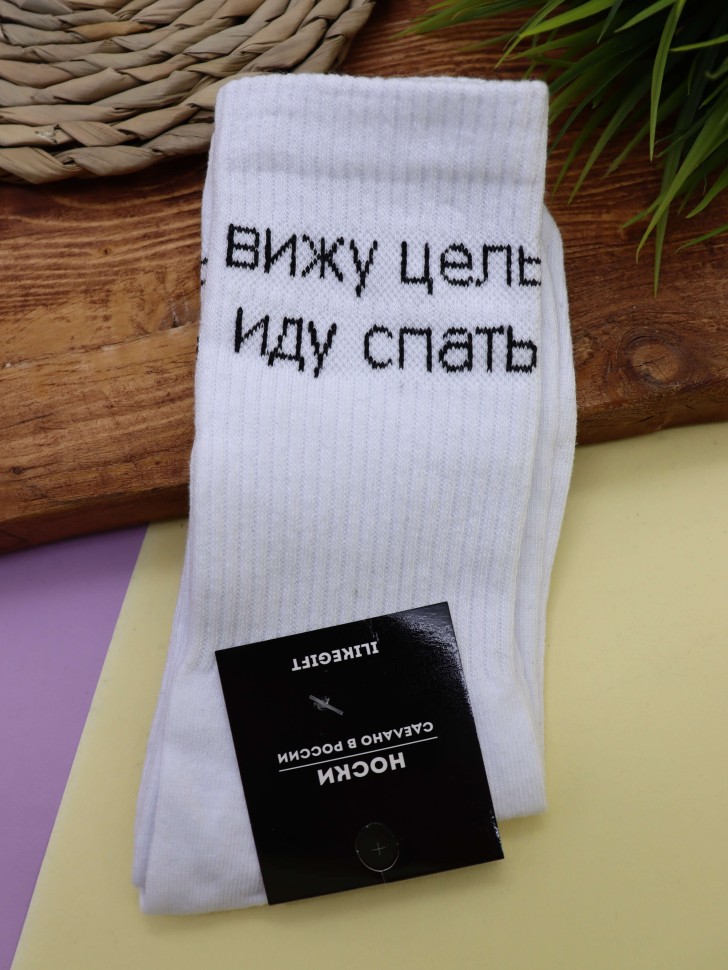 вижу цель
иду спать
НОСКИ
СДЕЛАНО В РОССИИ
ILIKEGIFT